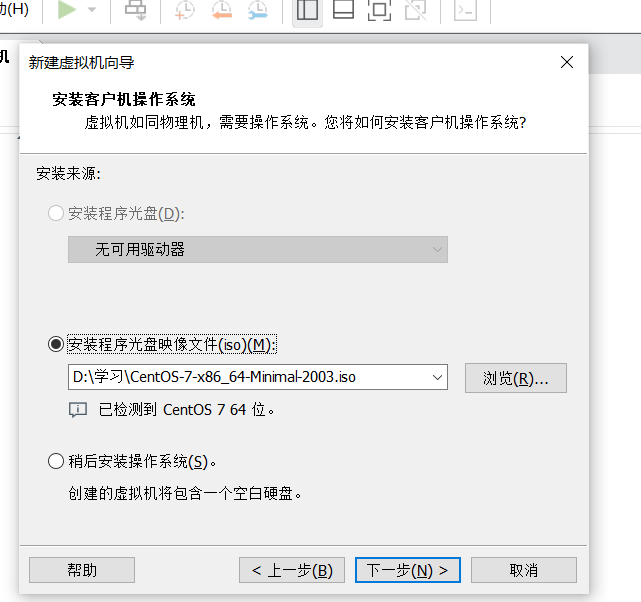 助(H)
机
新建虚拟机向导
安装客户机操作系统
虚拟机如同物理机，需要操作系统。您将如何安装客户机操作系统?
安装来源:
安装程序光盘(D):
无可用驱动器
安装程序光盘映像文件(iso)(M):
D:\学习\CentOS-7-x86_64-Minimal-2003.iso
浏览(R)...
已检测到 CentOS 7 64 位。
稍后安装操作系统(S)。
创建的虚拟机将包含一个空白硬盘。
帮助
< 上一步(B)
下一步(N) >
取消